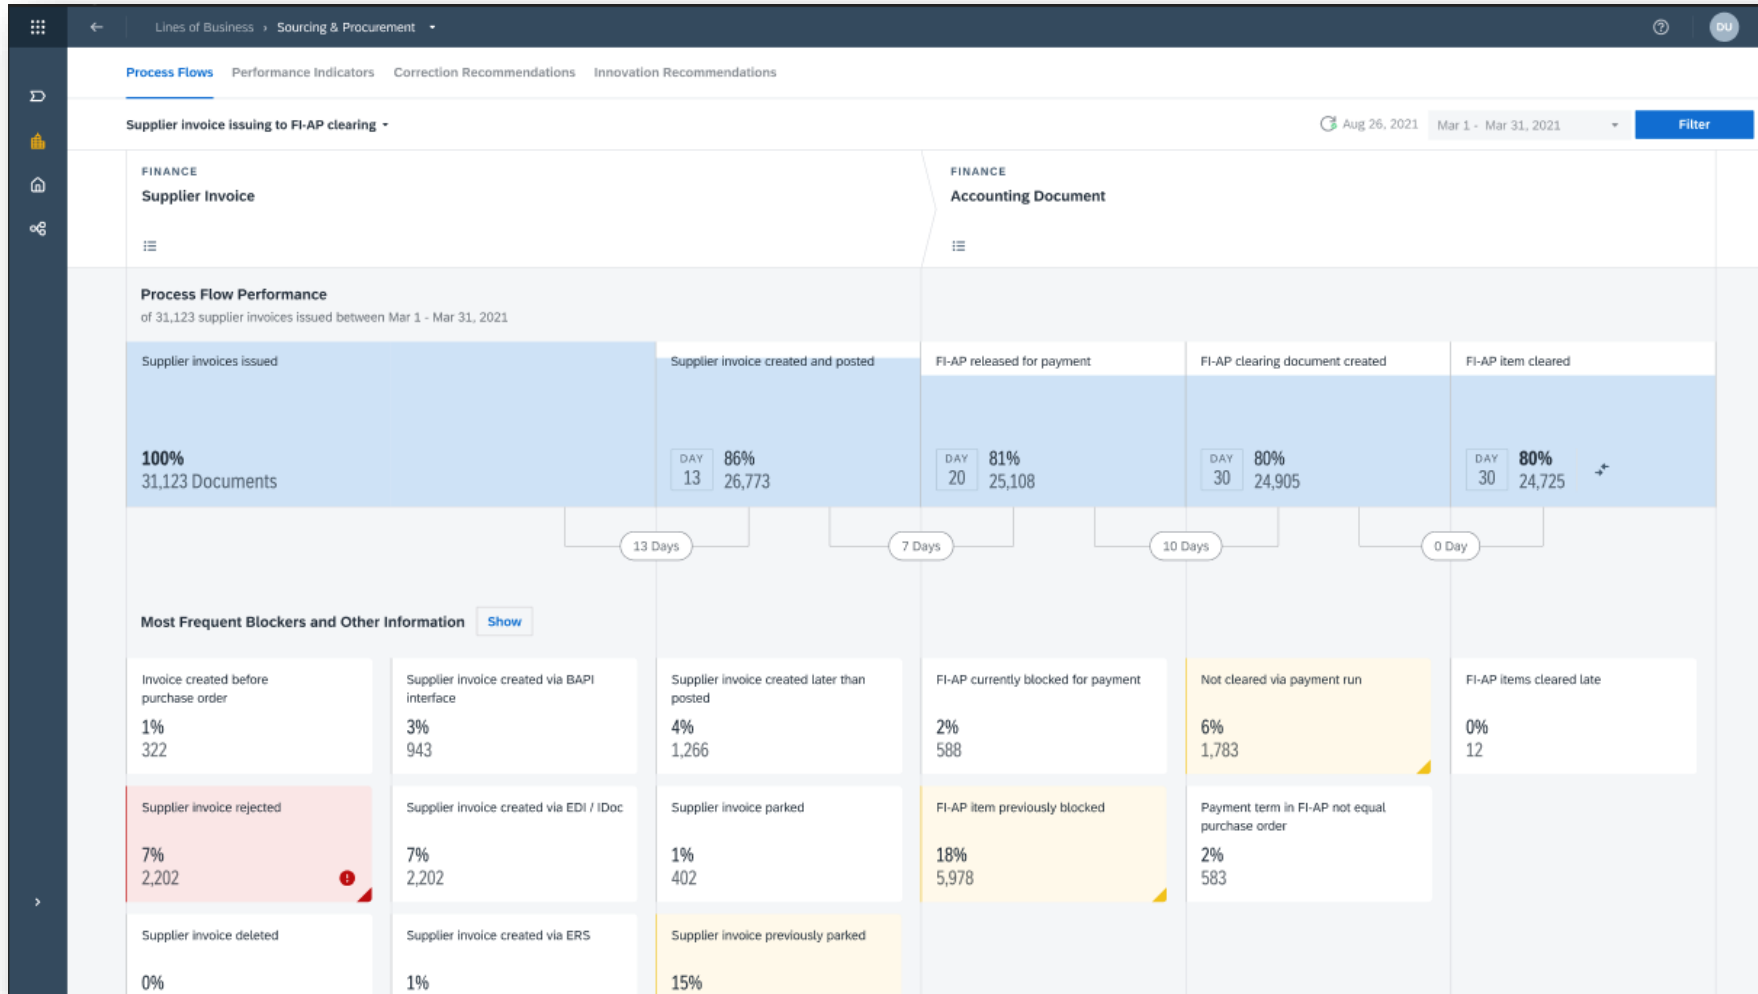 Lines of Business › Sourcing & Procurement
DU
Process Flows Performance Indicators Correction Recommendations Innovation Recommendations
Supplier invoice issuing to FI-AP clearing
Aug 26, 2021 Mar 1 - Mar 31, 2021 Filter
FINANCE
Supplier Invoice
FINANCE
Accounting Document
Process Flow Performance
of 31,123 supplier invoices issued between Mar 1 - Mar 31, 2021
Supplier invoices issued
100%
31,123 Documents
Supplier invoice created and posted
DAY
13
86%
26,773
FI-AP released for payment
DAY
20
81%
25,108
FI-AP clearing document created
DAY
30
80%
24,905
FI-AP item cleared
DAY
30
80%
24,725
13 Days
7 Days
10 Days
0 Day
Most Frequent Blockers and Other Information Show
Invoice created before
purchase order
1%
322
Supplier invoice created via BAPI
interface
3%
943
Supplier invoice created later than
posted
4%
1,266
FI-AP currently blocked for payment
2%
588
Not cleared via payment run
6%
1,783
FI-AP items cleared late
0%
12
Supplier invoice rejected
7%
2,202
Supplier invoice created via EDI / IDoc
7%
2,202
Supplier invoice parked
1%
402
FI-AP item previously blocked
18%
5,978
Payment term in FI-AP not equal
purchase order
2%
583
Supplier invoice deleted
0%
Supplier invoice created via ERS
1%
Supplier invoice previously parked
15%